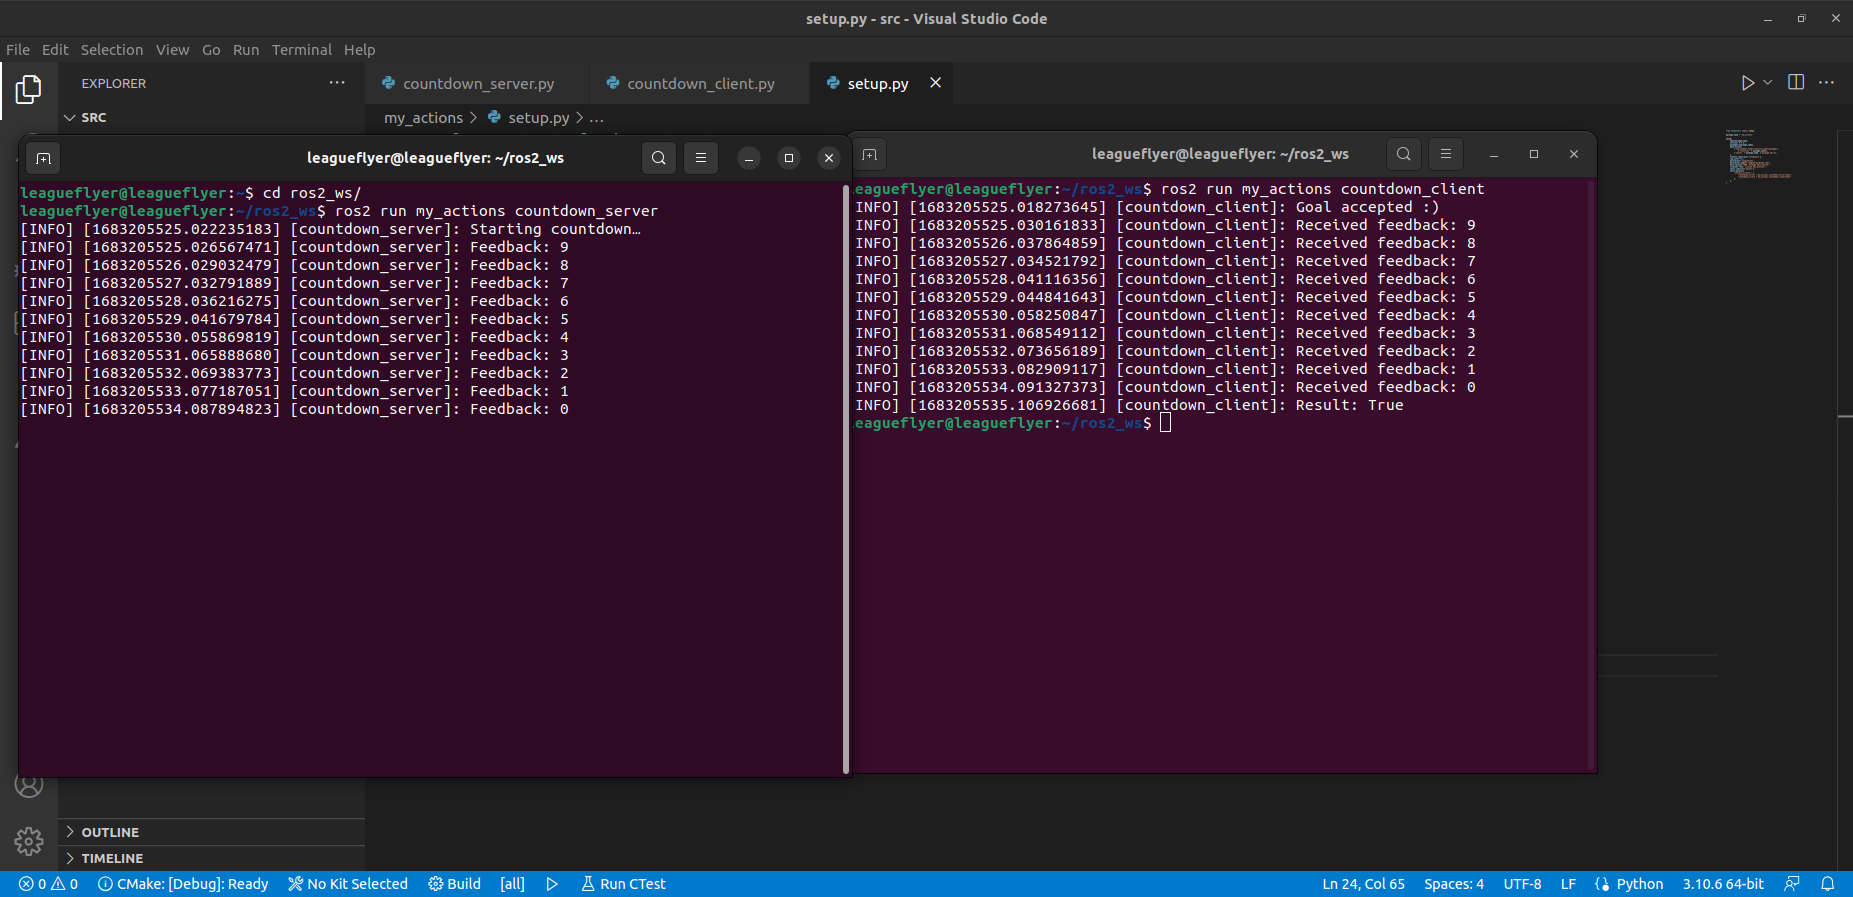 setup.py - src - Visual Studio Code
File Edit Selection View Go Run Terminal Help
EXPLORER
SRC
countdown_server.py countdown_client.py setup.py
my_actions > setup.py > ...
leagueflyer@leagueflyer: ~/ros2_ws
leagueflyer@leagueflyer:~$ cd ros2_ws/
leagueflyer@leagueflyer:~/ros2_ws$ ros2 run my_actions countdown_server
[INFO] [1683205525.022235183] [countdown_server]: Starting countdown…
[INFO] [1683205525.026567471] [countdown_server]: Feedback: 9
[INFO] [1683205526.029032479] [countdown_server]: Feedback: 8
[INFO] [1683205527.032791889] [countdown_server]: Feedback: 7
[INFO] [1683205528.036216275] [countdown_server]: Feedback: 6
[INFO] [1683205529.041679784] [countdown_server]: Feedback: 5
[INFO] [1683205530.055869819] [countdown_server]: Feedback: 4
[INFO] [1683205531.065888680] [countdown_server]: Feedback: 3
[INFO] [1683205532.069383773] [countdown_server]: Feedback: 2
[INFO] [1683205533.077187051] [countdown_server]: Feedback: 1
[INFO] [1683205534.087894823] [countdown_server]: Feedback: 0
leagueflyer@leagueflyer: ~/ros2_ws
eagueflyer@leagueflyer:~/ros2_ws$ ros2 run my_actions countdown_client
INFO] [1683205525.018273645] [countdown_client]: Goal accepted :)
INFO] [1683205525.030161833] [countdown_client]: Received feedback: 9
INFO] [1683205526.037864859] [countdown_client]: Received feedback: 8
INFO] [1683205527.034521792] [countdown_client]: Received feedback: 7
INFO] [1683205528.041116356] [countdown_client]: Received feedback: 6
INFO] [1683205529.044841643] [countdown_client]: Received feedback: 5
INFO] [1683205530.058250847] [countdown_client]: Received feedback: 4
INFO] [1683205531.068549112] [countdown_client]: Received feedback: 3
INFO] [1683205532.073656189] [countdown_client]: Received feedback: 2
INFO] [1683205533.082909117] [countdown_client]: Received feedback: 1
INFO] [1683205534.091327373] [countdown_client]: Received feedback: 0
INFO] [1683205535.106926681] [countdown_client]: Result: True
eagueflyer@leagueflyer:~/ros2_ws$
OUTLINE
TIMELINE
0 0 CMake: [Debug]: Ready No Kit Selected Build [all] Run CTest Ln 24, Col 65 Spaces: 4 UTF-8 LF Python 3.10.6 64-bit